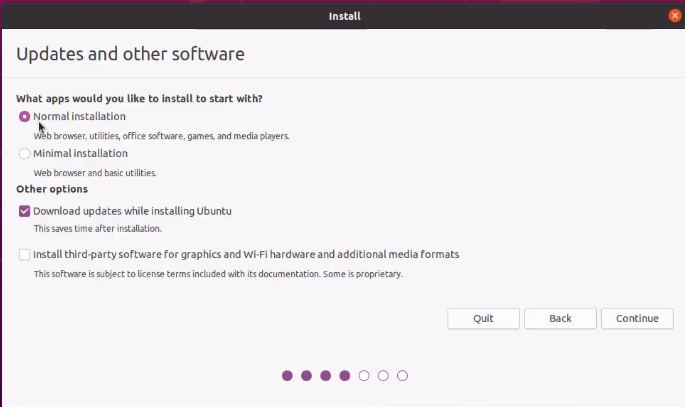 Install
Updates and other software
What apps would you like to install to start with?
Normal installation
Web browser, utilities, office software, games, and media players.
Minimal installation
Web browser and basic utilities.
Other options
Download updates while installing Ubuntu
This saves time after installation.
Install third-party software for graphics and Wi-Fi hardware and additional media formats
This software is subject to license terms included with its documentation. Some is proprietary.
Quit Back Continue